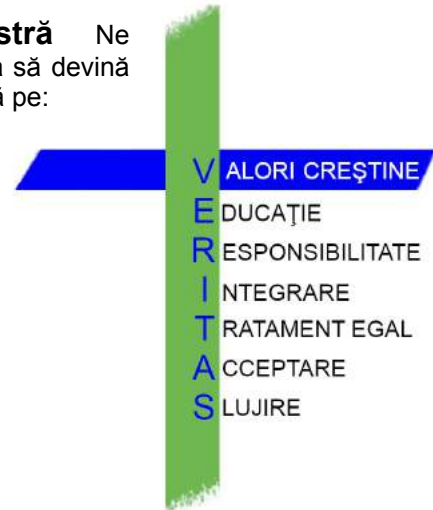 stră Ne
să devină
pe:
VALORI CREŞTINE
EDUCAŢIE
RESPONSIBILITATE
INTEGRARE
TRATAMENT EGAL
ACCEPTARE
SLUJIRE